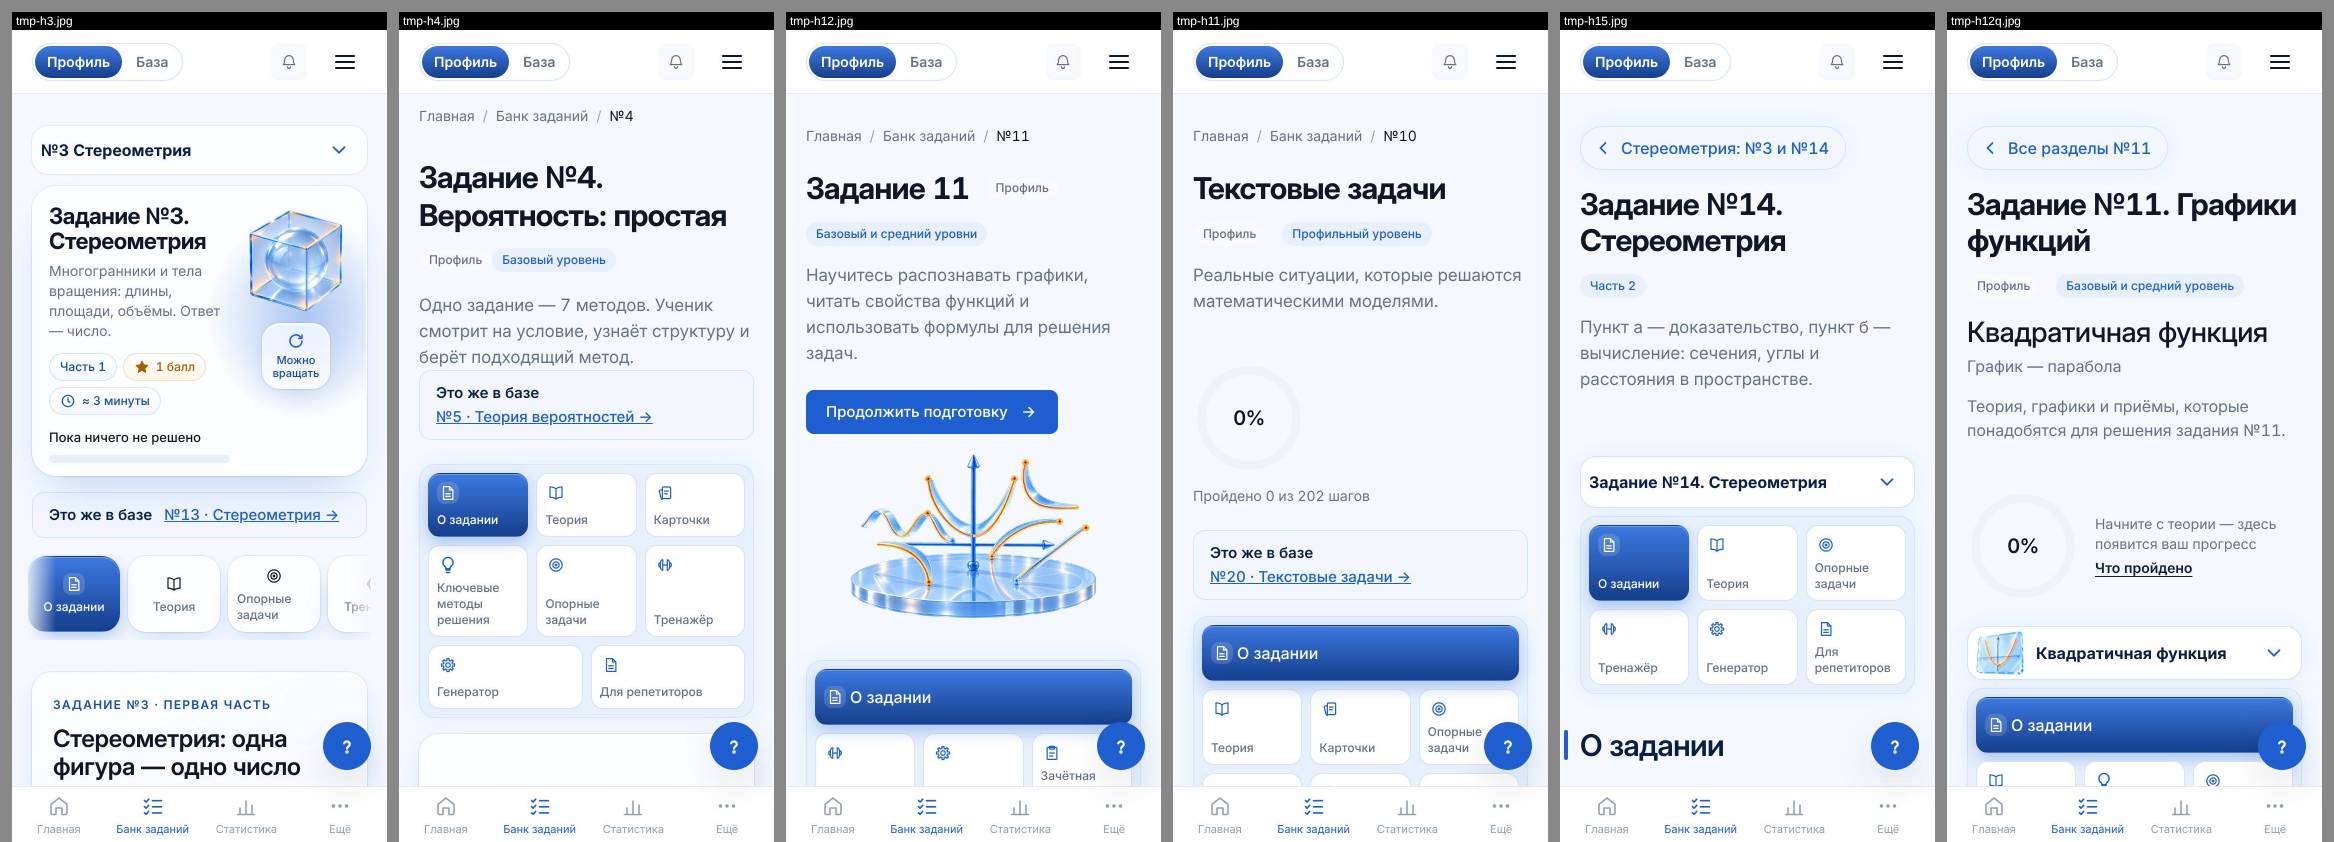 tmp-h3.jpg
Профиль База
№3 Стереометрия
Задание №3.
Стереометрия
Многогранники и тела
вращения: длины,
площади, объёмы. Ответ
— число.
Можно
вращать
Часть 1
1 балл
≈ 3 минуты
Пока ничего не решено
Это же в базе №13 · Стереометрия →
О задании
Теория
Опорные
задачи
Трен
ЗАДАНИЕ №3 · ПЕРВАЯ ЧАСТЬ
Стереометрия: одна
фигура — одно число
?
Главная Банк заданий Статистика Ещё
tmp-h4.jpg
Профиль База
Главная / Банк заданий / №4
Задание №4.
Вероятность: простая
Профиль Базовый уровень
Одно задание — 7 методов. Ученик
смотрит на условие, узнаёт структуру и
берёт подходящий метод.
Это же в базе
№5 · Теория вероятностей →
О задании
Теория
Карточки
Ключевые
методы
решения
Опорные
задачи
Тренажёр
Генератор
Для репетиторов
?
Главная Банк заданий Статистика Ещё
tmp-h12.jpg
Профиль База
Главная / Банк заданий / №11
Задание 11 Профиль
Базовый и средний уровни
Научитесь распознавать графики,
читать свойства функций и
использовать формулы для решения
задач.
Продолжить подготовку →
О задании
Зачётная
?
Главная Банк заданий Статистика Ещё
tmp-h11.jpg
Профиль База
Главная / Банк заданий / №10
Текстовые задачи
Профиль Профильный уровень
Реальные ситуации, которые решаются
математическими моделями.
0%
Пройдено 0 из 202 шагов
Это же в базе
№20 · Текстовые задачи →
О задании
Теория
Карточки
Опорные
задачи
?
Главная Банк заданий Статистика Ещё
tmp-h15.jpg
Профиль База
Стереометрия: №3 и №14
Задание №14.
Стереометрия
Часть 2
Пункт а — доказательство, пункт б —
вычисление: сечения, углы и
расстояния в пространстве.
Задание №14. Стереометрия
О задании
Теория
Опорные
задачи
Тренажёр
Генератор
Для
репетиторов
О задании
?
Главная Банк заданий Статистика Ещё
tmp-h12q.jpg
Профиль База
Все разделы №11
Задание №11. Графики
функций
Профиль Базовый и средний уровень
Квадратичная функция
График — парабола
Теория, графики и приёмы, которые
понадобятся для решения задания №11.
0%
Начните с теории — здесь
появится ваш прогресс
Что пройдено
Квадратичная функция
О задании
?
Главная Банк заданий Статистика Ещё